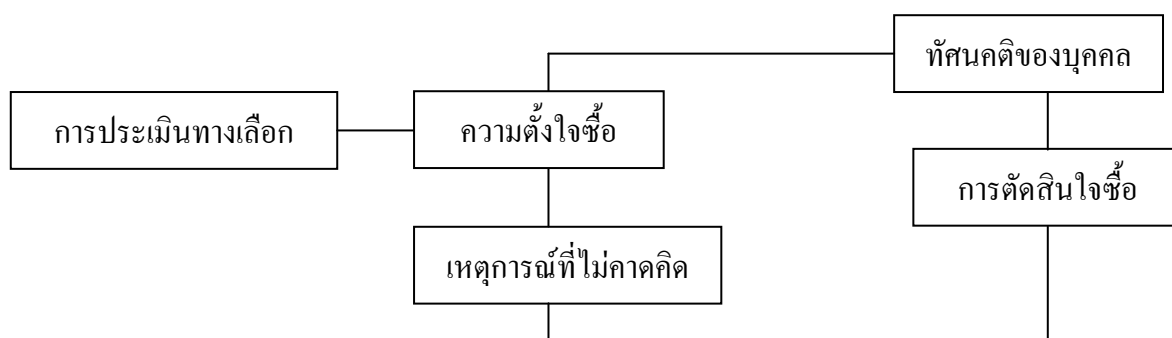 ทัศนคติของบุคคล
การประเมินทางเลือก
ความตั้งใจซื้อ
การตัดสินใจซื้อ
เหตุการณ์ที่ไม่คาดคิด